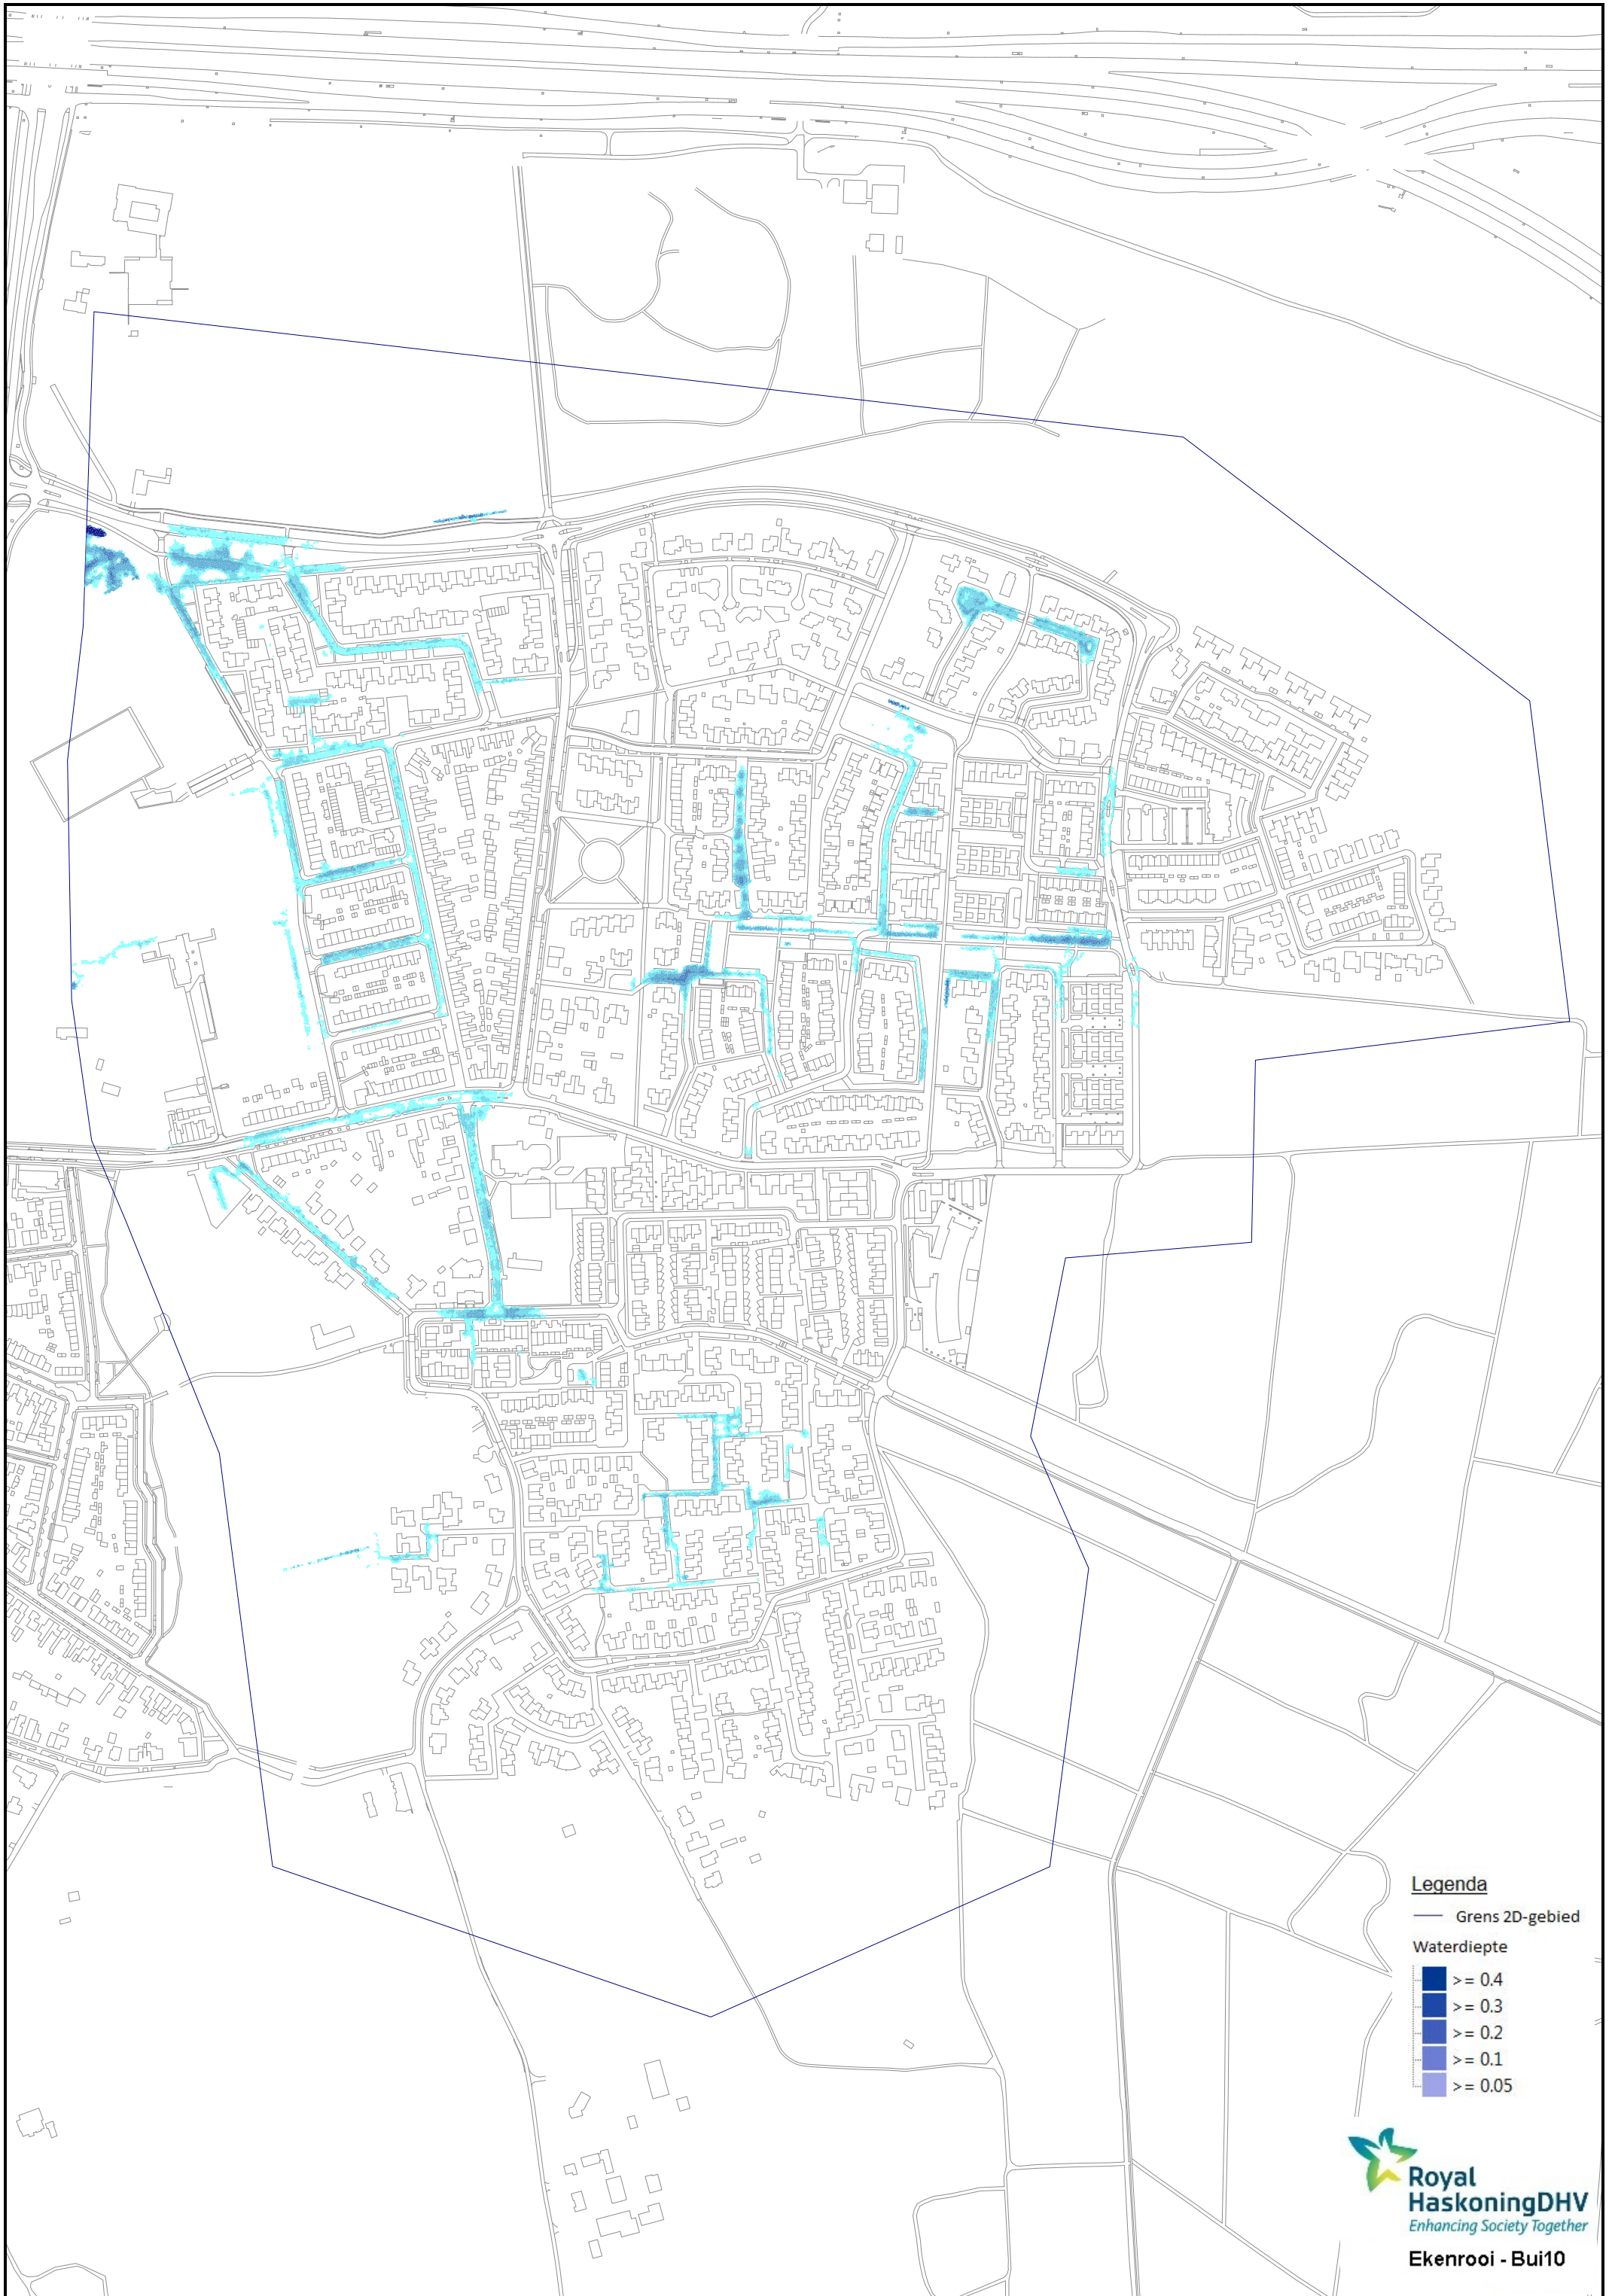 Legenda
Grens 2D-gebied
Waterdiepte
>= 0.4
>= 0.3
>= 0.2
>= 0.1
>= 0.05
Royal
HaskoningDHV
Enhancing Society Together
Ekenrooi - Bui10